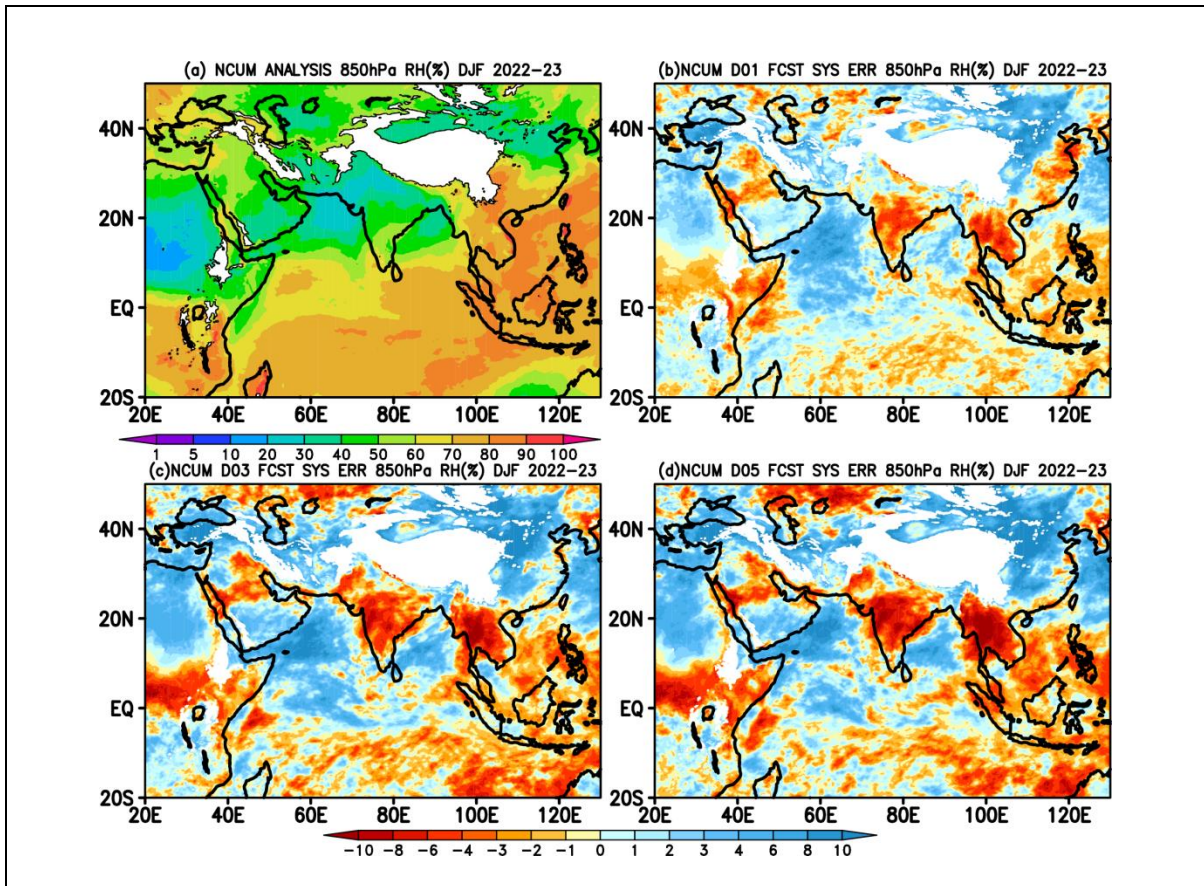 (a) NCUM ANALYSIS 850hPa RH(%) DJF 2022-23
40N
20N
EQ
20S
20E 40E 60E 80E 100E 120E
1 5 10 20 30 40 50 60 70 80 90 100
(b)NCUM D01 FCST SYS ERR 850hPa RH(%) DJF 2022-23
40N
20N
EQ
20S
20E 40E 60E 80E 100E 120E
(c)NCUM D03 FCST SYS ERR 850hPa RH(%) DJF 2022-23
40N
20N
EQ
20S
20E 40E 60E 80E 100E 120E
(d)NCUM D05 FCST SYS ERR 850hPa RH(%) DJF 2022-23
40N
20N
EQ
20S
20E 40E 60E 80E 100E 120E
-10 -8 -6 -4 -3 -2 -1 0 1 2 3 4 6 8 10